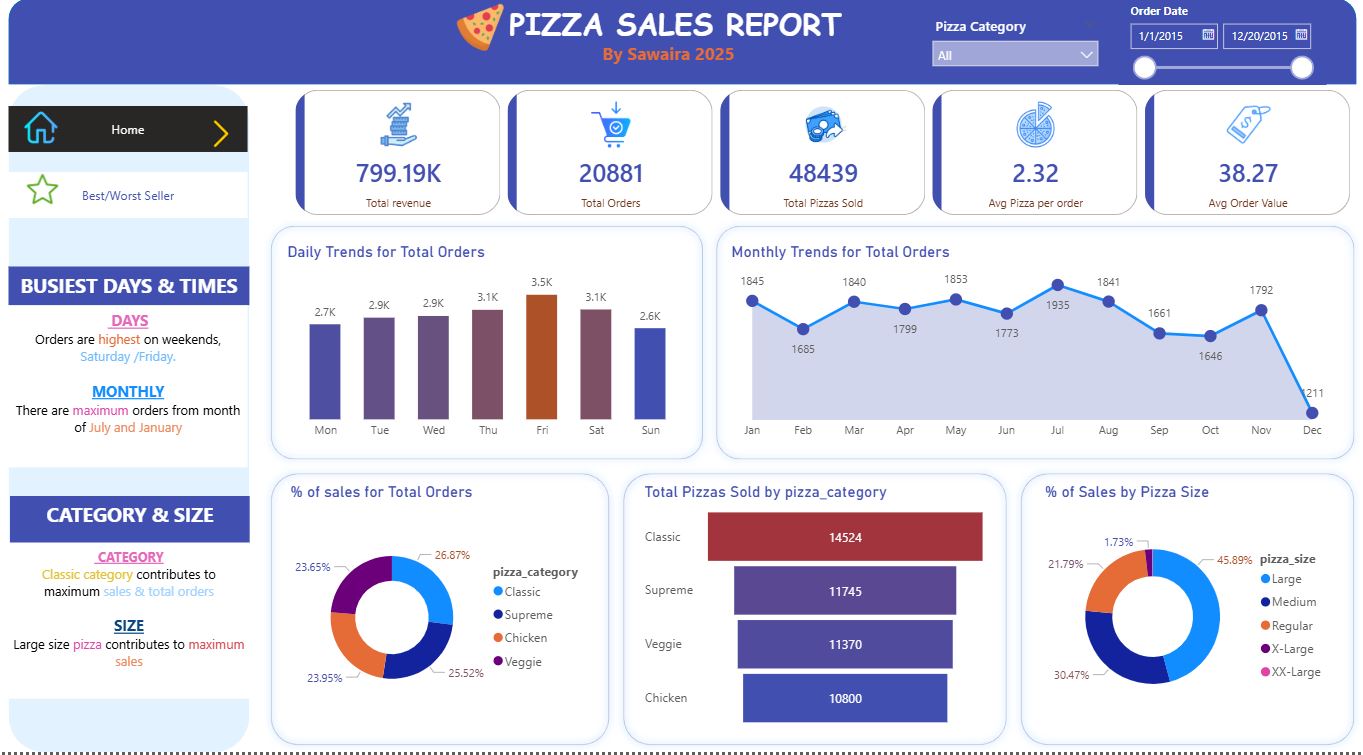 PIZZA SALES REPORT
By Sawaira 2025
Pizza Category
All
Order Date
1/1/2015
12/20/2015
Home
Best/Worst Seller
799.19K
Total revenue
20881
Total Orders
48439
Total Pizzas Sold
2.32
Avg Pizza per order
38.27
Avg Order Value
BUSIEST DAYS & TIMES
DAYS
Orders are highest on weekends,
Saturday /Friday.
MONTHLY
There are maximum orders from month
of July and January
CATEGORY & SIZE
CATEGORY
Classic category contributes to
maximum sales & total orders
SIZE
Large size pizza contributes to maximum
sales
Daily Trends for Total Orders
2.7K
2.9K
2.9K
3.1K
3.5K
3.1K
2.6K
Mon Tue Wed Thu Fri Sat Sun
Monthly Trends for Total Orders
1845
1685
1840
1799
1853
1773
1935
1841
1661
1646
1792
1211
Jan Feb Mar Apr May Jun Jul Aug Sep Oct Nov Dec
% of sales for Total Orders
26.87%
25.52%
23.95%
23.65%
pizza_category
Classic
Supreme
Chicken
Veggie
Total Pizzas Sold by pizza_category
Classic 14524
Supreme 11745
Veggie 11370
Chicken 10800
% of Sales by Pizza Size
1.73%
45.89%
21.79%
30.47%
pizza_size
Large
Medium
Regular
X-Large
XX-Large